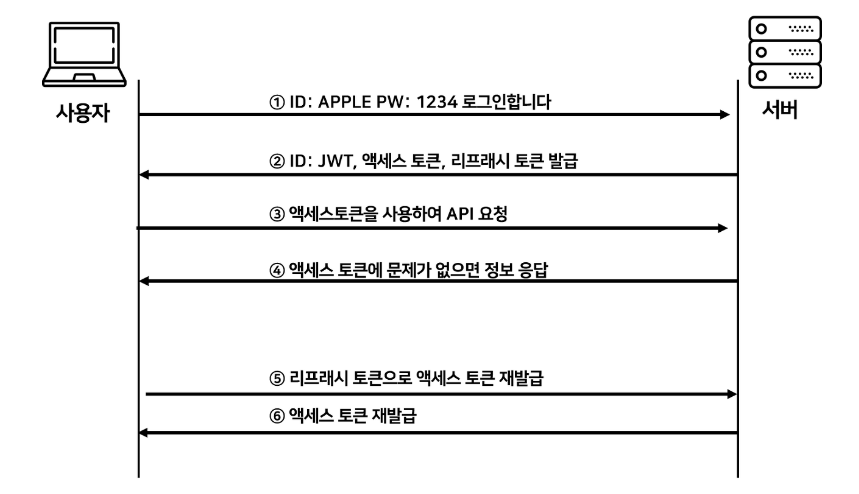 사용자
서버
① ID: APPLE PW: 1234 로그인합니다
② ID: JWT, 액세스 토큰, 리프래시 토큰 발급
③ 액세스토큰을 사용하여 API 요청
④ 액세스 토큰에 문제가 없으면 정보 응답
⑤ 리프래시 토큰으로 액세스 토큰 재발급
⑥ 액세스 토큰 재발급